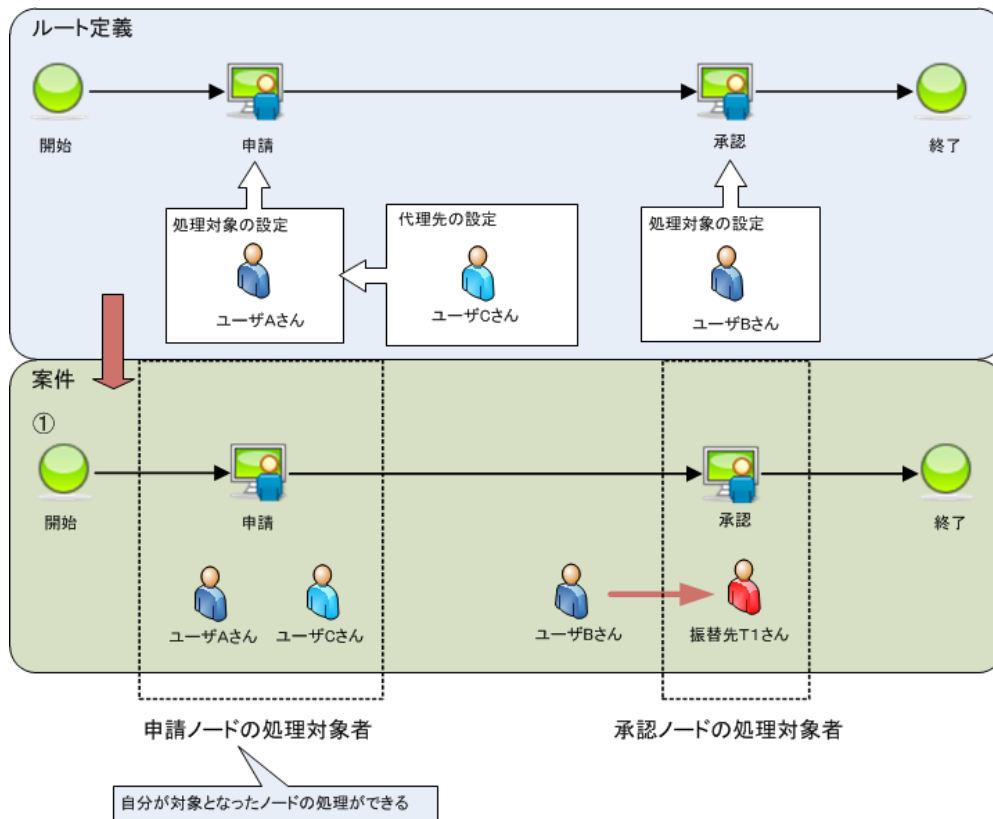 ルート定義
開始
申請
承認
終了
処理対象の設定
ユーザAさん
代理先の設定
ユーザCさん
処理対象の設定
ユーザBさん
案件
①
開始
申請
承認
終了
ユーザAさん
ユーザCさん
ユーザBさん
振替先T1さん
申請ノードの処理対象者
承認ノードの処理対象者
自分が対象となったノードの処理ができる